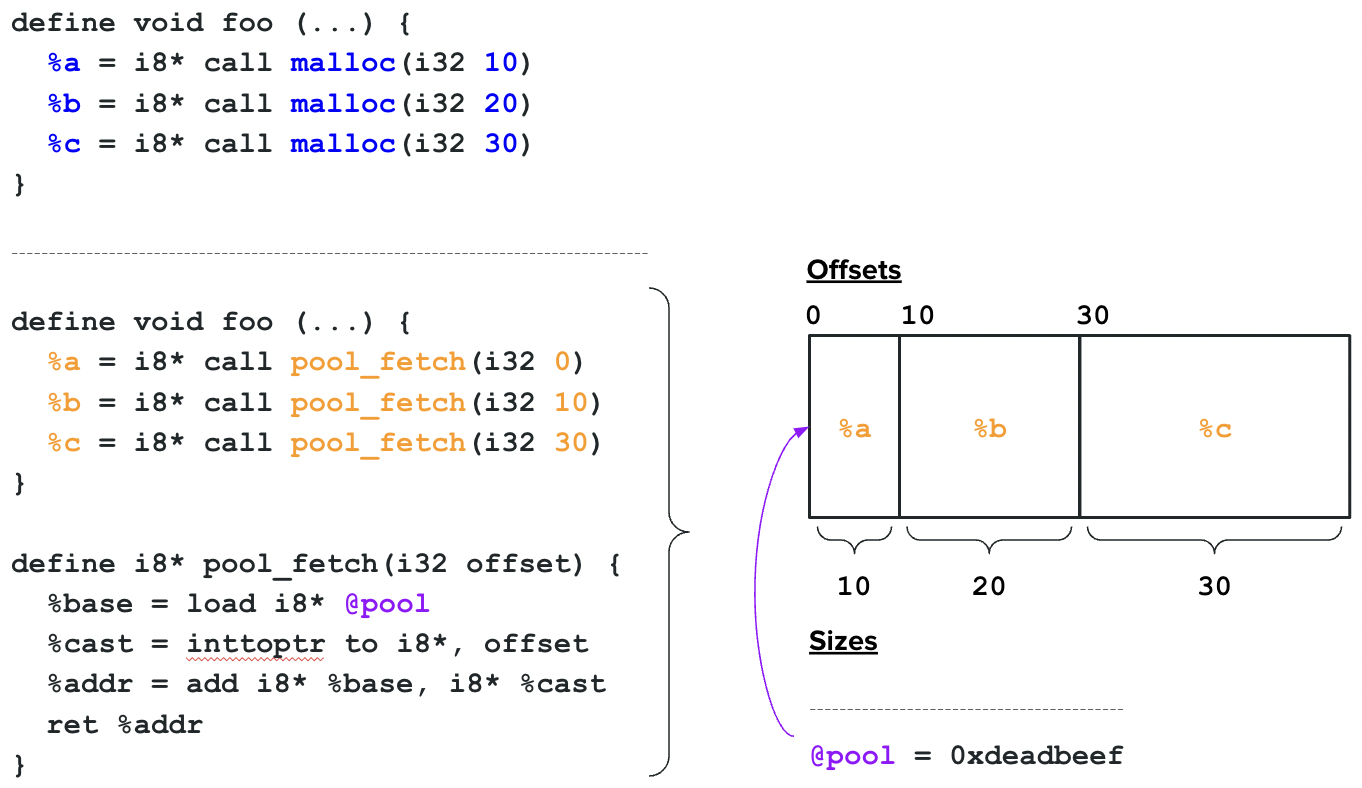 define void foo (...) {
%a = i8* call malloc(i32 10)
%b = i8* call malloc(i32 20)
%c = i8* call malloc(i32 30)
}
define void foo (...) {
%a = i8* call pool_fetch(i32 0)
%b = i8* call pool_fetch(i32 10)
%c = i8* call pool_fetch(i32 30)
}
define i8* pool_fetch(i32 offset) {
%base = load i8* @pool
%cast = inttoptr to i8*, offset
%addr = add i8* %base, i8* %cast
ret %addr
}
Offsets
0 10 30
%a %b %c
10 20 30
Sizes
@pool = 0xdeadbeef